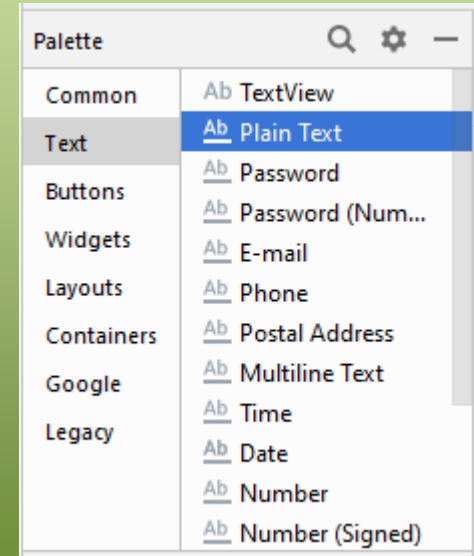 Palette
Common
Text
Buttons
Widgets
Layouts
Containers
Google
Legacy
Ab TextView
Ab Plain Text
Ab Password
Ab Password (Num...
Ab E-mail
Ab Phone
Ab Postal Address
Ab Multiline Text
Ab Time
Ab Date
Ab Number
Ab Number (Signed)